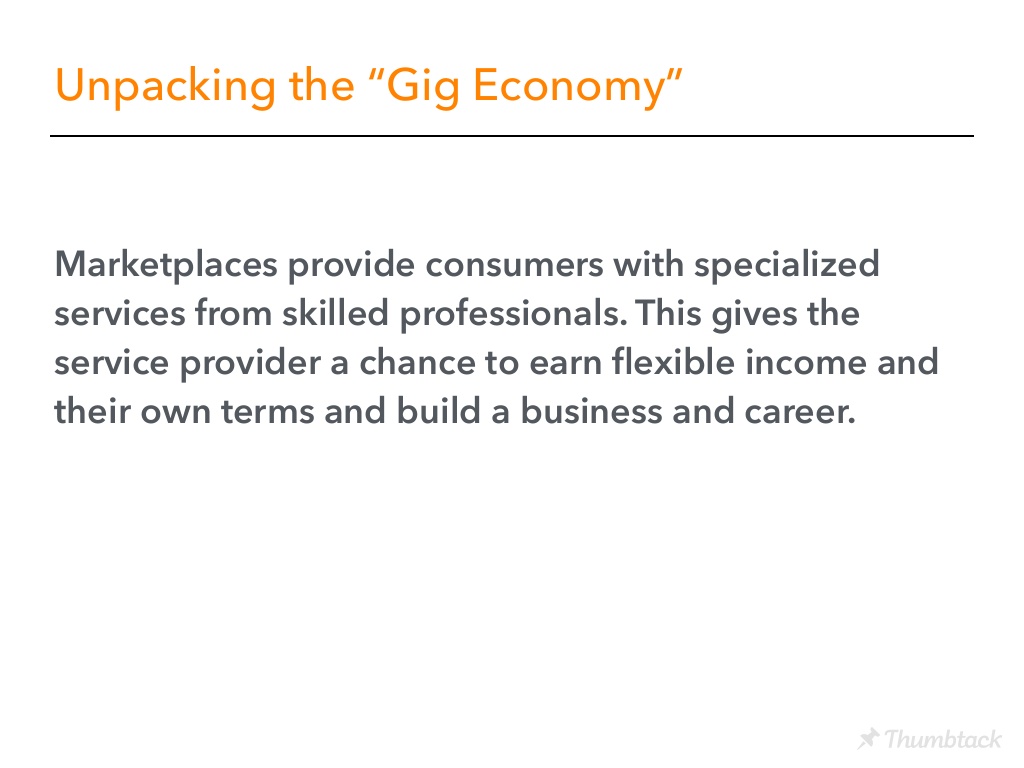 Unpacking the “Gig Economy”
Marketplaces provide consumers with specialized
services from skilled professionals. This gives the
service provider a chance to earn flexible income and
their own terms and build a business and career.
Thumbtack